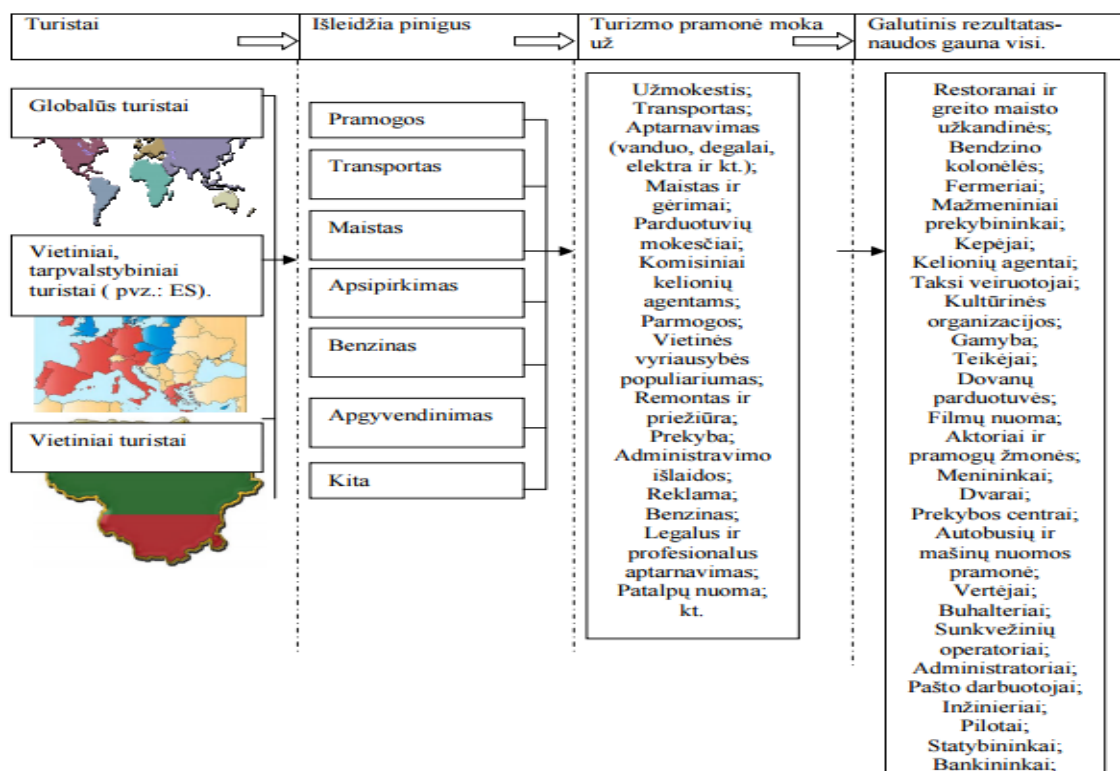 Turistai
Išleidžia pinigus
Turizmo pramonė moka
už
Galutinis rezultatas-
naudos gauna visi.
Globalūs turistai
Vietiniai,
tarpvalstybiniai
turistai ( pvz.: ES).
Vietiniai turistai
Pramogos
Transportas
Maistas
Apsipirkimas
Benzinas
Apgyvendinimas
Kita
Užmokestis;
Transportas;
Aptarnavimas
(vanduo, degalai,
elektra ir kt.);
Maistas ir
gėrimai;
Parduotuvių
mokesčiai;
Komisiniai
kelionių
agentams;
Parmogos;
Vietinės
vyriausybės
populiariumas;
Remontas ir
priežiūra;
Prekyba;
Administravimo
išlaidos;
Reklama;
Benzinas;
Legalus ir
profesionalus
aptarnavimas;
Patalpų nuoma;
kt.
Restoranai ir
greito maisto
užkandinės;
Bendzino
kolonėlės;
Fermeriai;
Mažmeniniai
prekybininkai;
Kepėjai;
Kelionių agentai;
Taksi veiruotojai;
Kultūrinės
organizacijos;
Gamyba;
Teikėjai;
Dovanų
parduotuvės;
Filmų nuoma;
Aktoriai ir
pramogų žmonės;
Menininkai;
Dvarai;
Prekybos centrai;
Autobusių ir
mašinų nuomos
pramonė;
Vertėjai;
Buhalteriai;
Sunkvežinių
operatoriai;
Administratoriai;
Pašto darbuotojai;
Inžinieriai;
Pilotai;
Statybininkai;
Bankininkai;